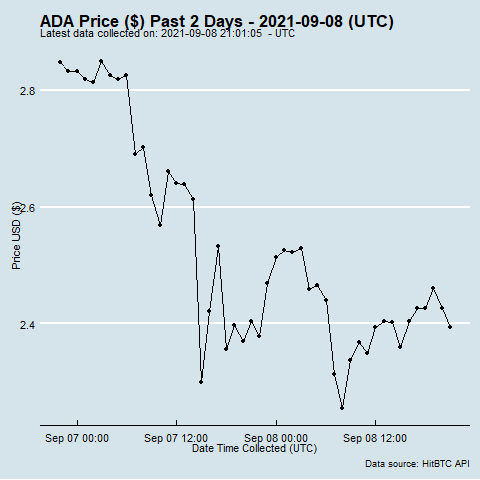 ADA Price ($) Past 2 Days - 2021-09-08 (UTC)
Latest data collected on: 2021-09-08 21:01:05  - UTC
Price USD ($)
2.8
2.6
2.4
Sep 07 00:00
Sep 07 12:00
Sep 08 00:00
Sep 08 12:00
Date Time Collected (UTC)
Data source: HitBTC API